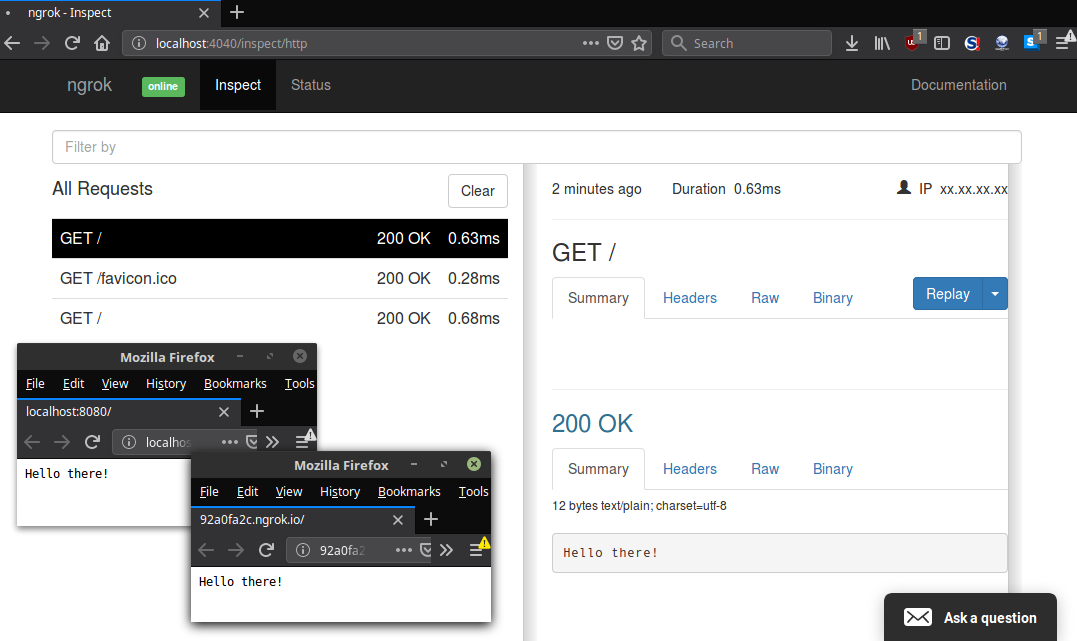 ngrok - Inspect
localhost:4040/inspect/http
Search
1
1
ngrok online Inspect Status Documentation
Filter by
All Requests Clear
GET / 200 OK 0.63ms
GET /favicon.ico 200 OK 0.28ms
GET / 200 OK 0.68ms
2 minutes ago Duration 0.63ms IP xx.xx.xx.xx
GET /
Summary Headers Raw Binary Replay
200 OK
Summary Headers Raw Binary
12 bytes text/plain; charset=utf-8
Hello there!
Mozilla Firefox
File Edit View History Bookmarks Tools
localhost:8080/
localhos
Hello there!
Mozilla Firefox
File Edit View History Bookmarks Tools
92a0fa2c.ngrok.io/
92a0fa2
Hello there!
Ask a question